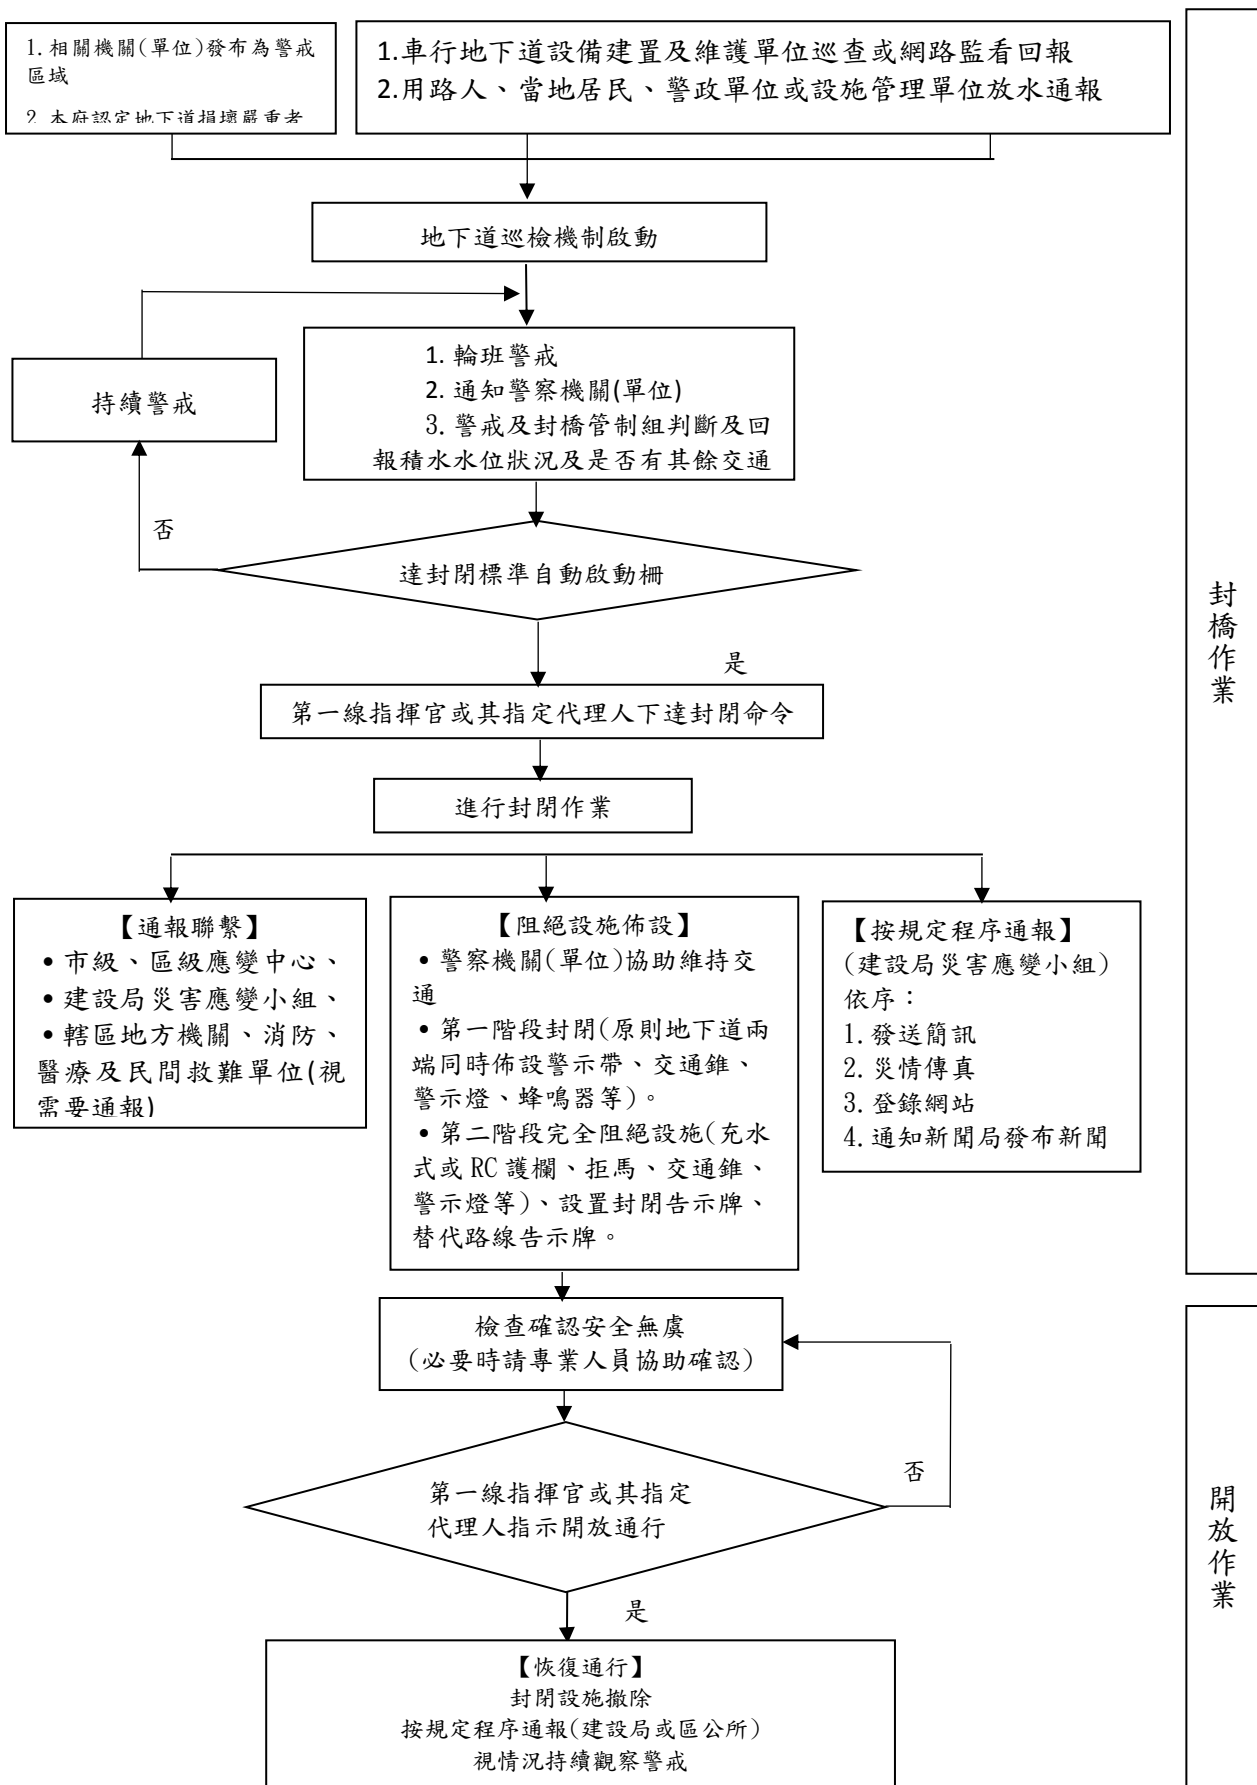 1. 相關機關(單位)發布為警戒
區域
2. 本府認定地下道損壞嚴重者
1.車行地下道設備建置及維護單位巡查或網路監看回報
2.用路人、當地居民、警政單位或設施管理單位放水通報
地下道巡檢機制啟動
1. 輪班警戒
2. 通知警察機關(單位)
3. 警戒及封橋管制組判斷及回
報積水水位狀況及是否有其餘交通
持續警戒
否
達封閉標準自動啟動柵
是
第一線指揮官或其指定代理人下達封閉命令
進行封閉作業
【通報聯繫】
• 市級、區級應變中心、
• 建設局災害應變小組、
• 轄區地方機關、消防、
醫療及民間救難單位(視
需要通報)
【阻絕設施佈設】
• 警察機關(單位)協助維持交
通
• 第一階段封閉(原則地下道兩
端同時佈設警示帶、交通錐、
警示燈、蜂鳴器等)。
• 第二階段完全阻絕設施(充水
式或 RC 護欄、拒馬、交通錐、
警示燈等)、設置封閉告示牌、
替代路線告示牌。
【按規定程序通報】
(建設局災害應變小組)
依序：
1. 發送簡訊
2. 災情傳真
3. 登錄網站
4. 通知新聞局發布新聞
封橋作業
檢查確認安全無虞
(必要時請專業人員協助確認)
否
第一線指揮官或其指定
代理人指示開放通行
是
【恢復通行】
封閉設施撤除
按規定程序通報(建設局或區公所)
視情況持續觀察警戒
開放作業